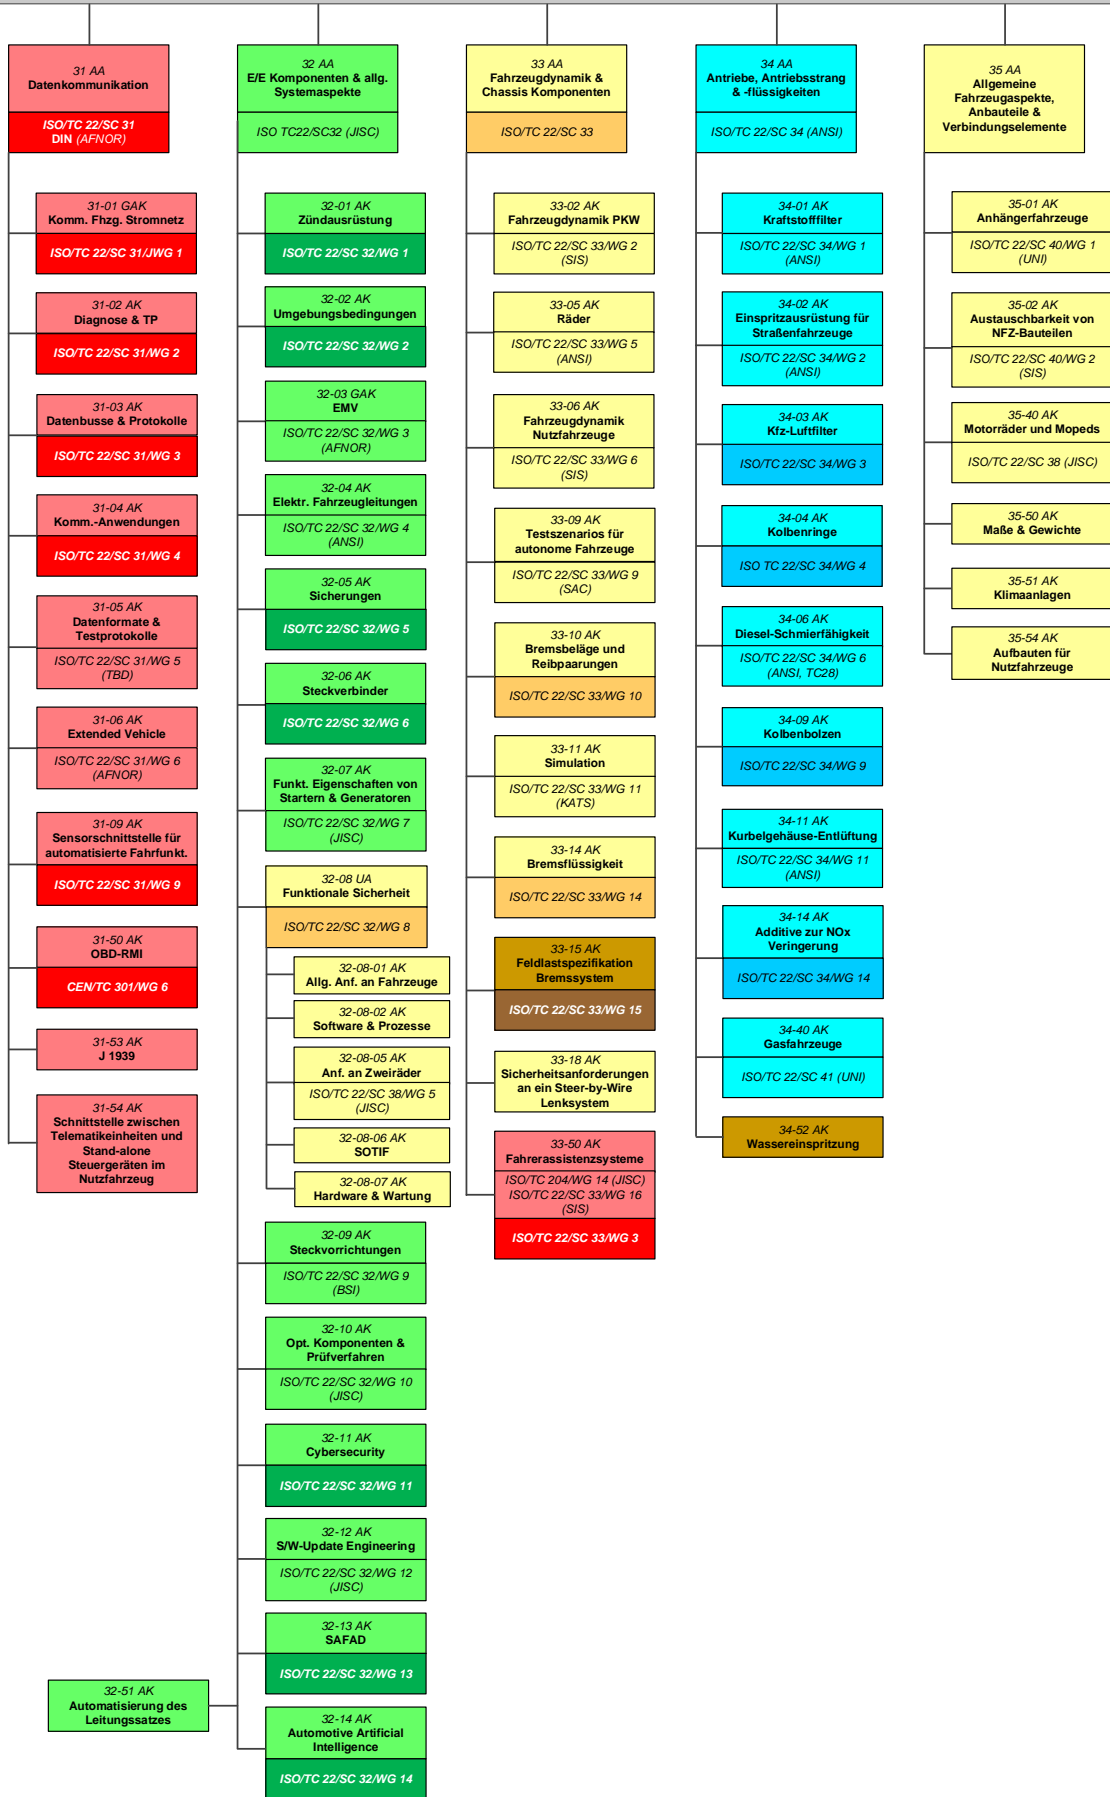 31 AA
Datenkommunikation
ISO/TC 22/SC 31
DIN (AFNOR)
31-01 GAK
Komm. Fhzg. Stromnetz
ISO/TC 22/SC 31/JWG 1
31-02 AK
Diagnose & TP
ISO/TC 22/SC 31/WG 2
31-03 AK
Datenbusse & Protokolle
ISO/TC 22/SC 31/WG 3
31-04 AK
Komm.-Anwendungen
ISO/TC 22/SC 31/WG 4
31-05 AK
Datenformate &
Testprotokolle
ISO/TC 22/SC 31/WG 5
(TBD)
31-06 AK
Extended Vehicle
ISO/TC 22/SC 31/WG 6
(AFNOR)
31-09 AK
Sensorschnittstelle für
automatisierte Fahrfunkt.
ISO/TC 22/SC 31/WG 9
31-50 AK
OBD-RMI
CEN/TC 301/WG 6
31-53 AK
J 1939
31-54 AK
Schnittstelle zwischen
Telematikeinheiten und
Stand-alone
Steuergeräten im
Nutzfahrzeug
32 AA
E/E Komponenten & allg.
Systemaspekte
ISO TC22/SC32 (JISC)
32-01 AK
Zündausrüstung
ISO/TC 22/SC 32/WG 1
32-02 AK
Umgebungsbedingungen
ISO/TC 22/SC 32/WG 2
32-03 GAK
EMV
ISO/TC 22/SC 32/WG 3
(AFNOR)
32-04 AK
Elektr. Fahrzeugleitungen
ISO/TC 22/SC 32/WG 4
(ANSI)
32-05 AK
Sicherungen
ISO/TC 22/SC 32/WG 5
32-06 AK
Steckverbinder
ISO/TC 22/SC 32/WG 6
32-07 AK
Funkt. Eigenschaften von
Startern & Generatoren
ISO/TC 22/SC 32/WG 7
(JISC)
32-08 UA
Funktionale Sicherheit
ISO/TC 22/SC 32/WG 8
32-08-01 AK
Allg. Anf. an Fahrzeuge
32-08-02 AK
Software & Prozesse
32-08-05 AK
Anf. an Zweiräder
ISO/TC 22/SC 38/WG 5
(JISC)
32-08-06 AK
SOTIF
32-08-07 AK
Hardware & Wartung
32-09 AK
Steckvorrichtungen
ISO/TC 22/SC 32/WG 9
(BSI)
32-10 AK
Opt. Komponenten &
Prüfverfahren
ISO/TC 22/SC 32/WG 10
(JISC)
32-11 AK
Cybersecurity
ISO/TC 22/SC 32/WG 11
32-12 AK
S/W-Update Engineering
ISO/TC 22/SC 32/WG 12
(JISC)
32-13 AK
SAFAD
ISO/TC 22/SC 32/WG 13
32-51 AK
Automatisierung des
Leitungssatzes
32-14 AK
Automotive Artificial
Intelligence
ISO/TC 22/SC 32/WG 14
33 AA
Fahrzeugdynamik &
Chassis Komponenten
ISO/TC 22/SC 33
33-02 AK
Fahrzeugdynamik PKW
ISO/TC 22/SC 33/WG 2
(SIS)
33-05 AK
Räder
ISO/TC 22/SC 33/WG 5
(ANSI)
33-06 AK
Fahrzeugdynamik
Nutzfahrzeuge
ISO/TC 22/SC 33/WG 6
(SIS)
33-09 AK
Testszenarios für
autonome Fahrzeuge
ISO/TC 22/SC 33/WG 9
(SAC)
33-10 AK
Bremsbeläge und
Reibpaarungen
ISO/TC 22/SC 33/WG 10
33-11 AK
Simulation
ISO/TC 22/SC 33/WG 11
(KATS)
33-14 AK
Bremsflüssigkeit
ISO/TC 22/SC 33/WG 14
33-15 AK
Feldlastspezifikation
Bremssystem
ISO/TC 22/SC 33/WG 15
33-18 AK
Sicherheitsanforderungen
an ein Steer-by-Wire
Lenksystem
33-50 AK
Fahrerassistenzsysteme
ISO/TC 204/WG 14 (JISC)
ISO/TC 22/SC 33/WG 16
(SIS)
ISO/TC 22/SC 33/WG 3
34 AA
Antriebe, Antriebsstrang
& -flüssigkeiten
ISO/TC 22/SC 34 (ANSI)
34-01 AK
Kraftstofffilter
ISO/TC 22/SC 34/WG 1
(ANSI)
34-02 AK
Einspritzausrüstung für
Straßenfahrzeuge
ISO/TC 22/SC 34/WG 2
(ANSI)
34-03 AK
Kfz-Luftfilter
ISO/TC 22/SC 34/WG 3
34-04 AK
Kolbenringe
ISO TC 22/SC 34/WG 4
34-06 AK
Diesel-Schmierfähigkeit
ISO/TC 22/SC 34/WG 6
(ANSI, TC28)
34-09 AK
Kolbenbolzen
ISO/TC 22/SC 34/WG 9
34-11 AK
Kurbelgehäuse-Entlüftung
ISO/TC 22/SC 34/WG 11
(ANSI)
34-14 AK
Additive zur NOx
Veringerung
ISO/TC 22/SC 34/WG 14
34-40 AK
Gasfahrzeuge
ISO/TC 22/SC 41 (UNI)
34-52 AK
Wassereinspritzung
35 AA
Allgemeine
Fahrzeugaspekte,
Anbauteile &
Verbindungselemente
35-01 AK
Anhängerfahrzeuge
ISO/TC 22/SC 40/WG 1
(UNI)
35-02 AK
Austauschbarkeit von
NFZ-Bauteilen
ISO/TC 22/SC 40/WG 2
(SIS)
35-40 AK
Motorräder und Mopeds
ISO/TC 22/SC 38 (JISC)
35-50 AK
Maße & Gewichte
35-51 AK
Klimaanlagen
35-54 AK
Aufbauten für
Nutzfahrzeuge